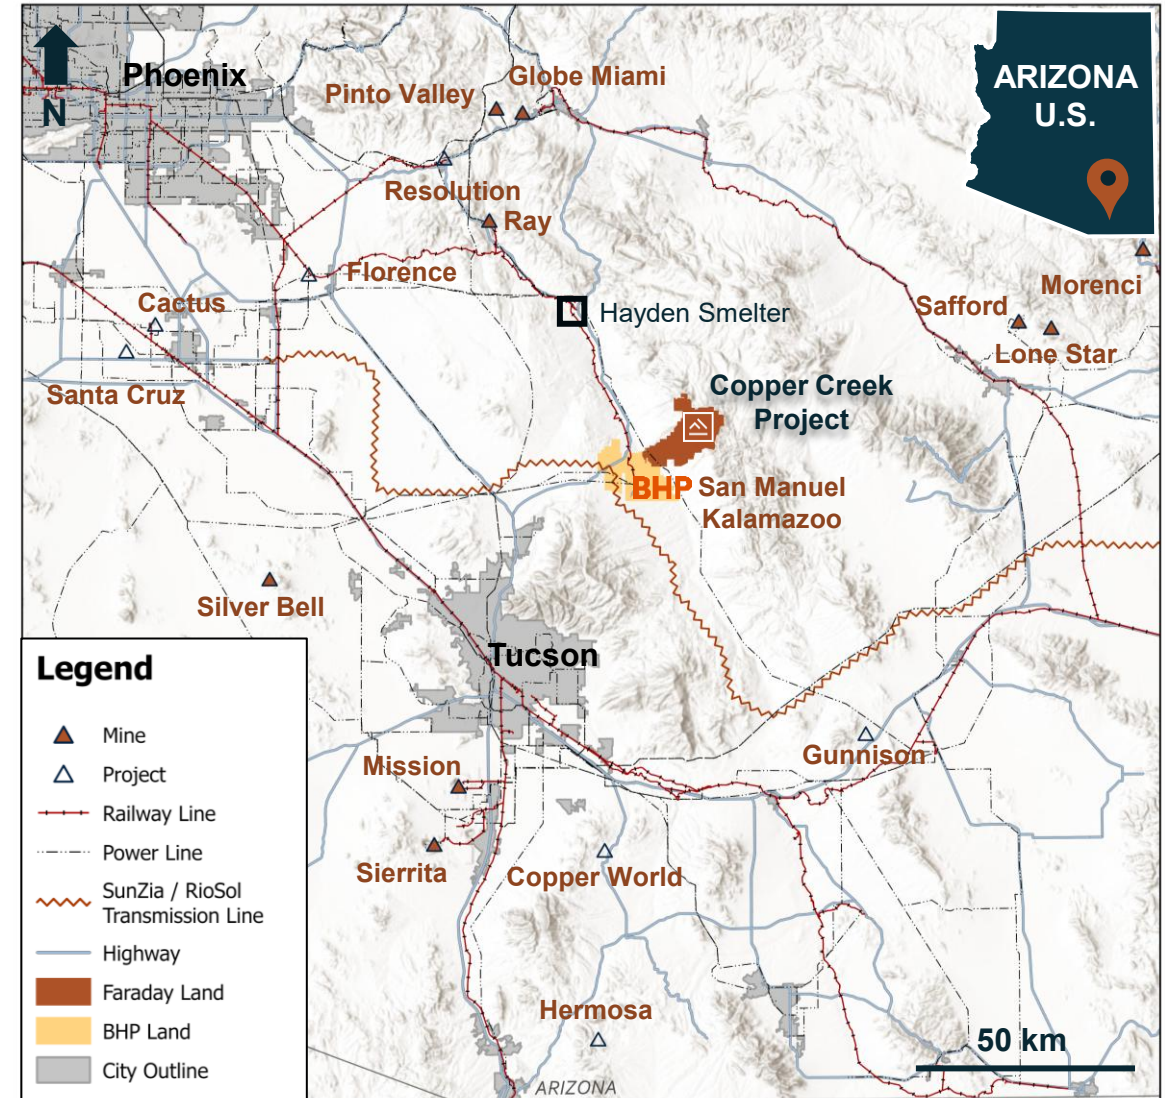 N
Phoenix
Pinto Valley
Globe Miami
ARIZONA
U.S.
Resolution
Ray
Florence
Morenci
Cactus
Hayden Smelter
Safford
Lone Star
Santa Cruz
Copper Creek
Project
BHP
San Manuel
Kalamazoo
Silver Bell
Tucson
Gunnison
Mission
Sierrita
Copper World
Hermosa
50 km
ARIZONA
Legend
Mine
Project
Railway Line
Power Line
SunZia / RioSol
Transmission Line
Highway
Faraday Land
BHP Land
City Outline